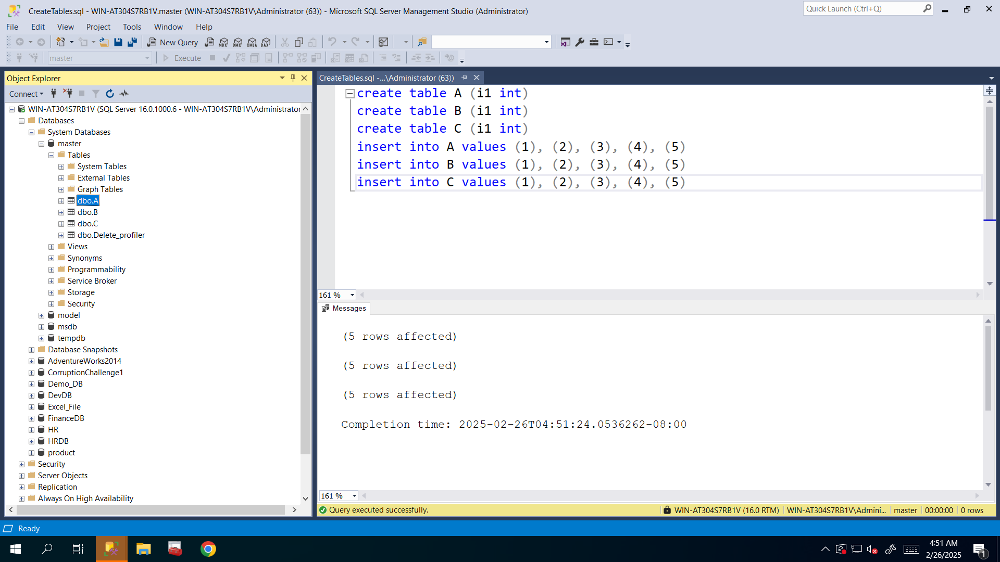 CreateTables.sql - WIN-AT304S7RB1V.master (WIN-AT304S7RB1V\Administrator (63)) - Microsoft SQL Server Management Studio (Administrator)
Quick Launch (Ctrl+Q)
File Edit View Project Tools Window Help
New Query MDX DMX XMLA DAX
master Execute
Object Explorer
Connect
WIN-AT304S7RB1V (SQL Server 16.0.1000.6 - WIN-AT304S7RB1V\Administrator
Databases
System Databases
master
Tables
System Tables
External Tables
Graph Tables
dbo.A
dbo.B
dbo.C
dbo.Delete_profiler
Views
Synonyms
Programmability
Service Broker
Storage
Security
model
msdb
tempdb
Database Snapshots
AdventureWorks2014
CorruptionChallenge1
Demo_DB
DevDB
Excel_File
FinanceDB
HR
HRDB
product
Security
Server Objects
Replication
Always On High Availability
CreateTables.sql -...\Administrator (63))
create table A (i1 int)
create table B (i1 int)
create table C (i1 int)
insert into A values (1), (2), (3), (4), (5)
insert into B values (1), (2), (3), (4), (5)
insert into C values (1), (2), (3), (4), (5)
161 %
Messages
(5 rows affected)
(5 rows affected)
(5 rows affected)
Completion time: 2025-02-26T04:51:24.0536262-08:00
161 %
Query executed successfully. WIN-AT304S7RB1V (16.0 RTM) WIN-AT304S7RB1V\Admini... master 00:00:00 0 rows
Ready
4:51 AM
2/26/2025
1